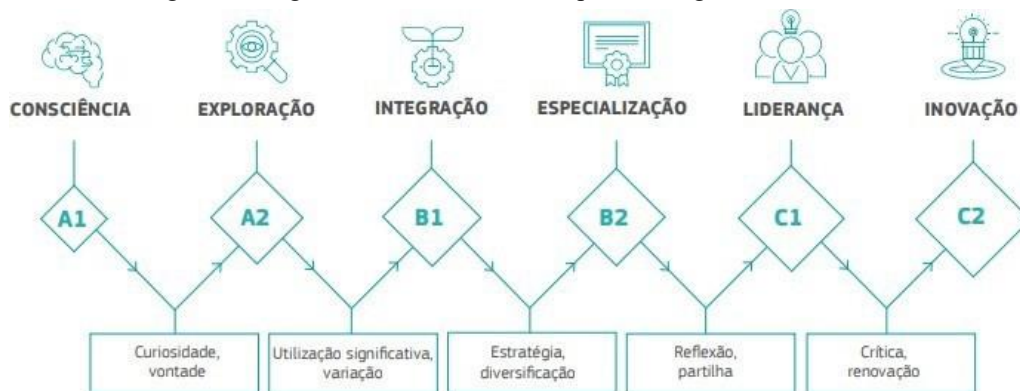 CONSCIÊNCIA
EXPLORAÇÃO
INTEGRAÇÃO
ESPECIALIZAÇÃO
LIDERANÇA
INOVAÇÃO
A1
A2
B1
B2
C1
C2
Curiosidade,
vontade
Utilização significativa,
variação
Estratégia,
diversificação
Reflexão,
partilha
Crítica,
renovação